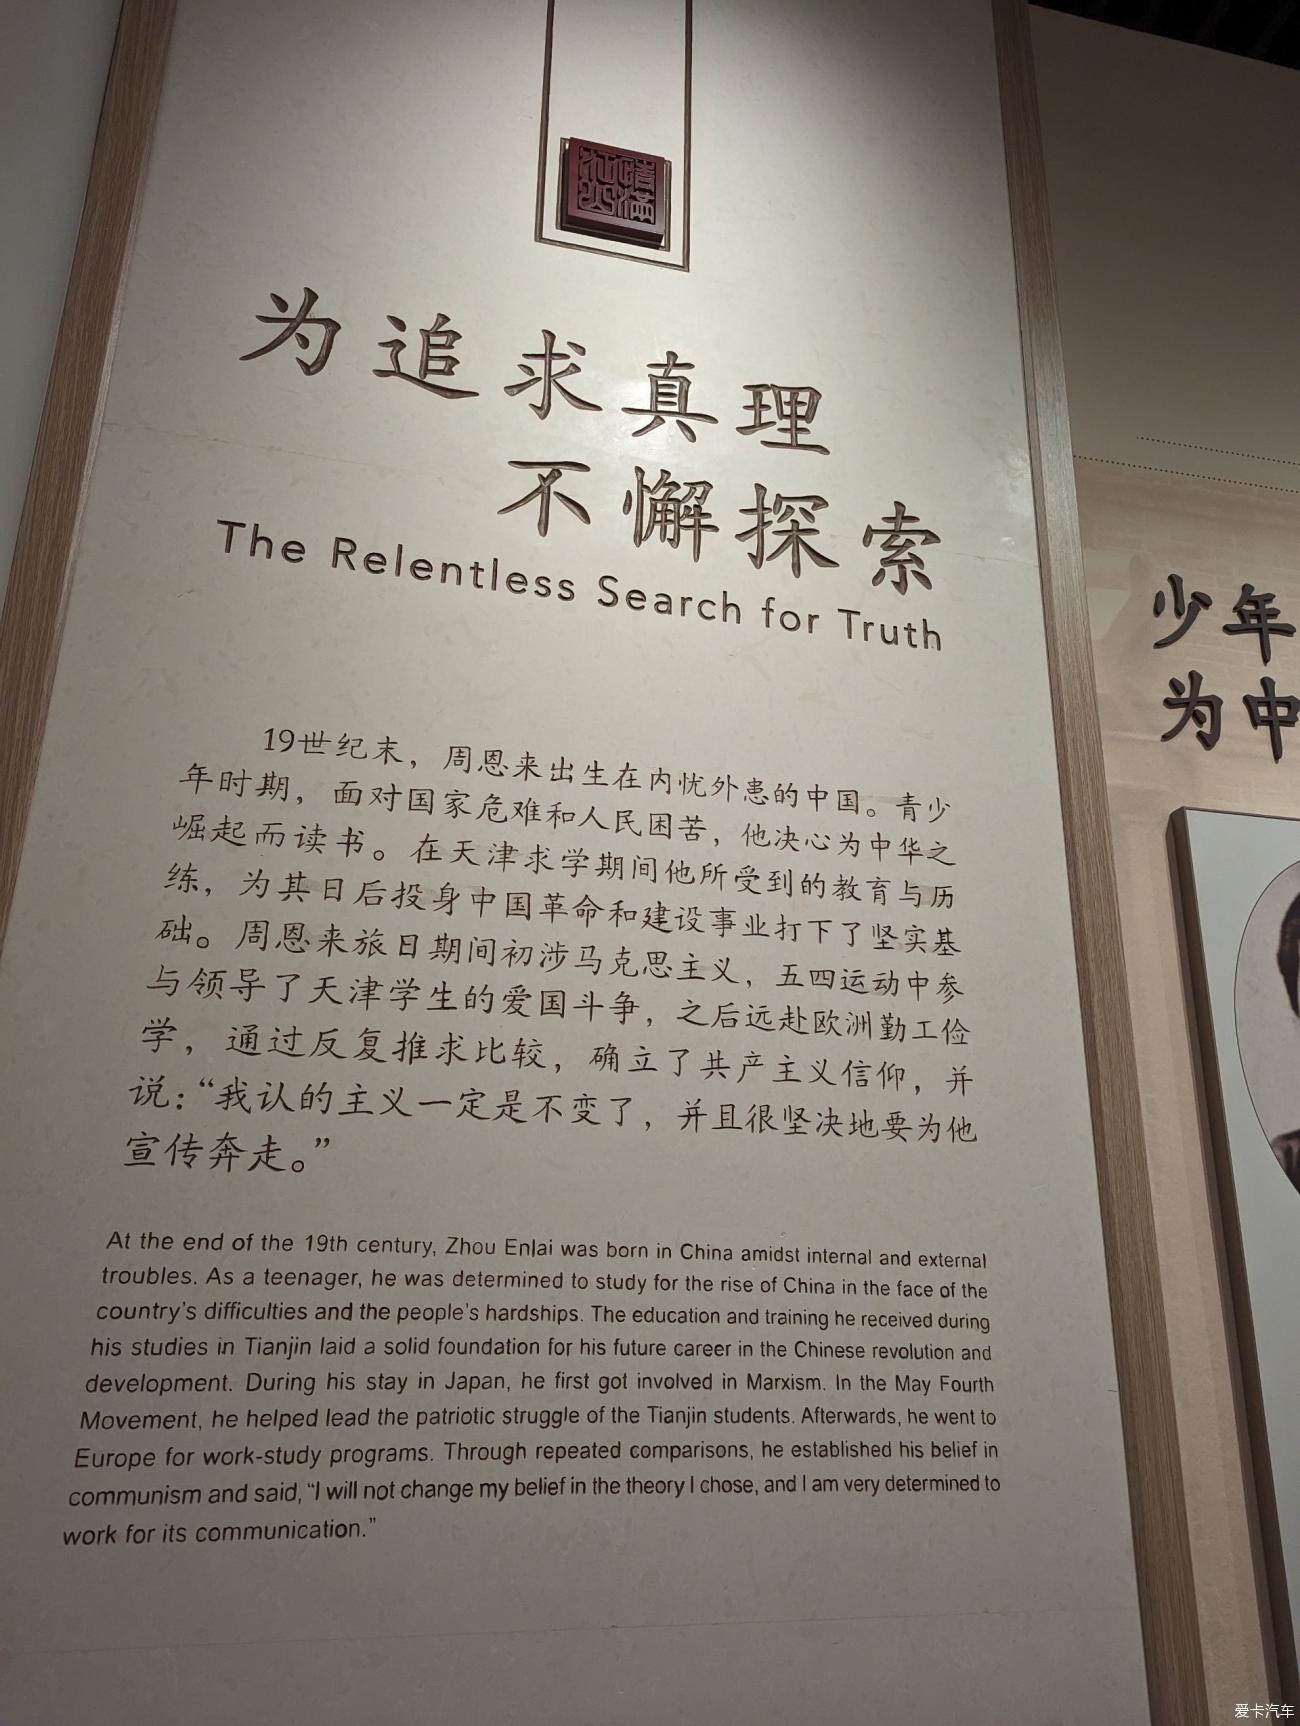 情满
江山
为追求真理
不懈探索
The Relentless Search for Truth
19世纪末，周恩来出生在内忧外患的中国。青少
年时期，面对国家危难和人民困苦，他决心为中华之
崛起而读书。在天津求学期间他所受到的教育与历
练，为其日后投身中国革命和建设事业打下了坚实基
础。周恩来旅日期间初涉马克思主义，五四运动中参
与领导了天津学生的爱国斗争，之后远赴欧洲勤工俭
学，通过反复推求比较，确立了共产主义信仰，并
说：“我认的主义一定是不变了，并且很坚决地要为他
宣传奔走。”
At the end of the 19th century, Zhou Enlai was born in China amidst internal and external
troubles. As a teenager, he was determined to study for the rise of China in the face of the
country's difficulties and the people's hardships. The education and training he received during
his studies in Tianjin laid a solid foundation for his future career in the Chinese revolution and
development. During his stay in Japan, he first got involved in Marxism. In the May Fourth
Movement, he helped lead the patriotic struggle of the Tianjin students. Afterwards, he went to
Europe for work-study programs. Through repeated comparisons, he established his belief in
communism and said, “I will not change my belief in the theory I chose, and I am very determined to
work for its communication.”
少年
为中
爱卡汽车